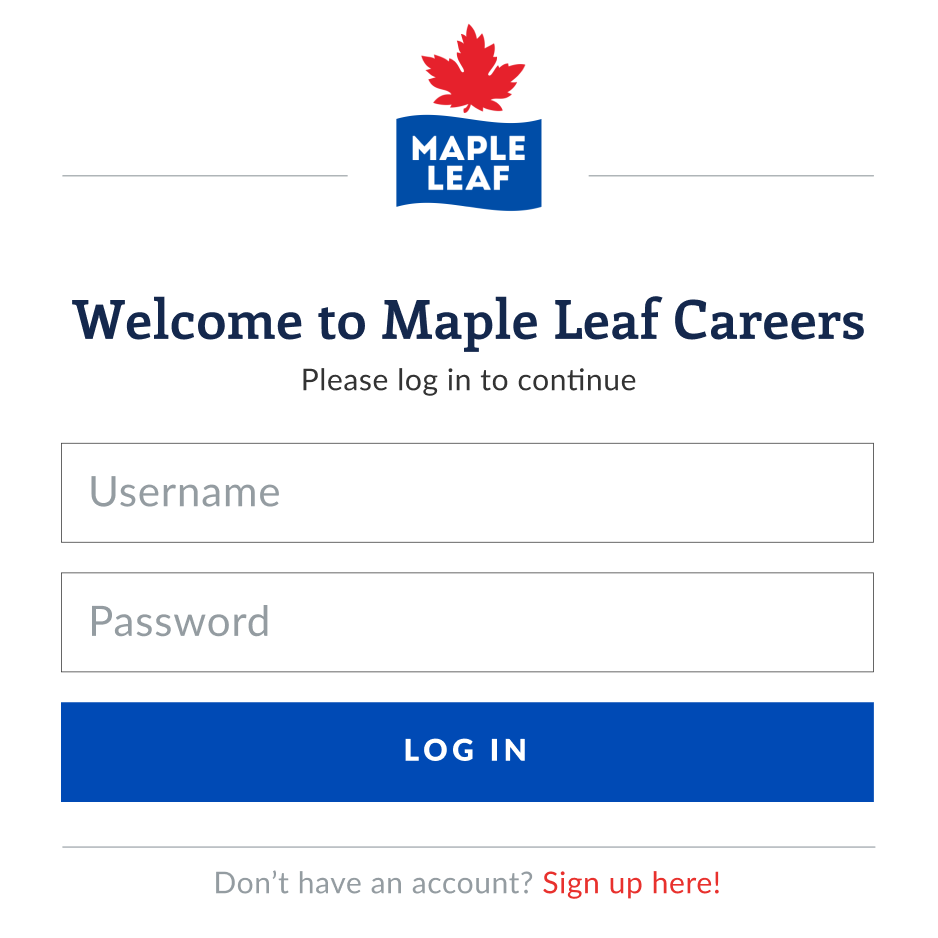 MAPLE
LEAF
Welcome to Maple Leaf Careers
Please log in to continue
Username
Password
LOG IN
Don’t have an account? Sign up here!